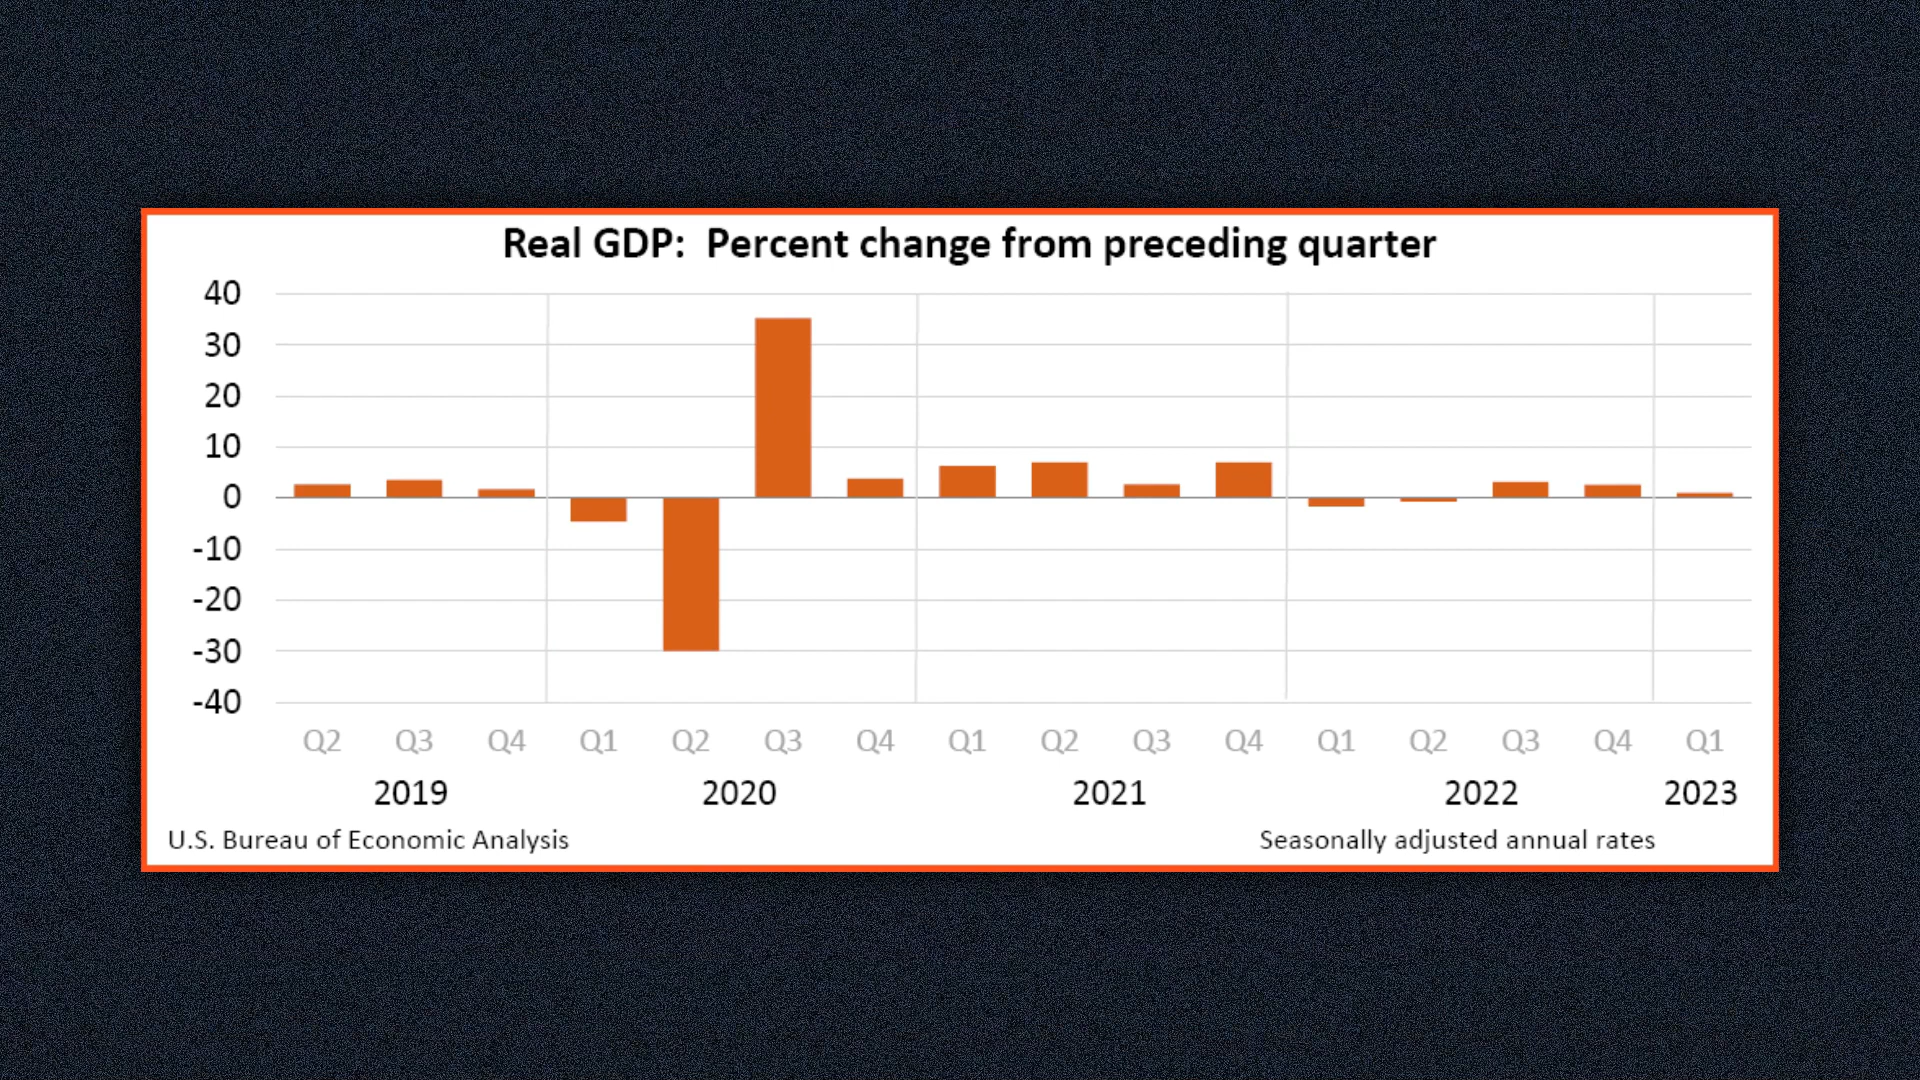 Real GDP:  Percent change from preceding quarter
40
30
20
10
0
-10
-20
-30
-40
Q2 Q3 Q4 Q1 Q2 Q3 Q4 Q1 Q2 Q3 Q4 Q1 Q2 Q3 Q4 Q1
2019 2020 2021 2022 2023
U.S. Bureau of Economic Analysis Seasonally adjusted annual rates